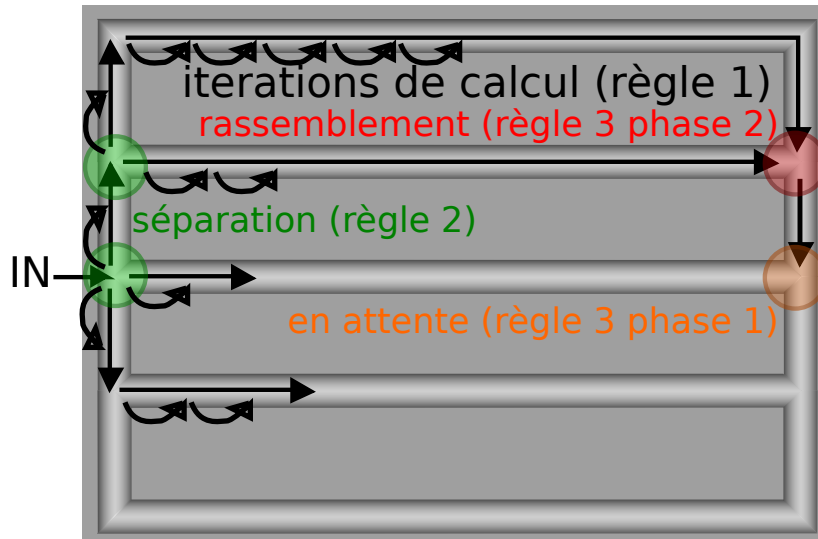 iterations de calcul (règle 1)
rassemblement (règle 3 phase 2)
séparation (règle 2)
IN
en attente (règle 3 phase 1)